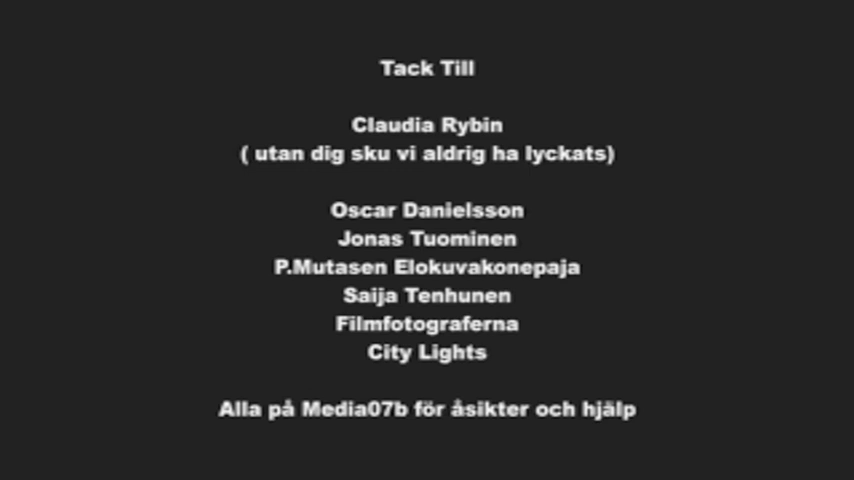 Tack Till
Claudia Rybin
( utan dig sku vi aldrig ha lyckats)
Oscar Danielsson
Jonas Tuominen
P.Mutasen Elokuvakonepaja
Saija Tenhunen
Filmfotograferna
City Lights
Alla på Media07b för åsikter och hjälp